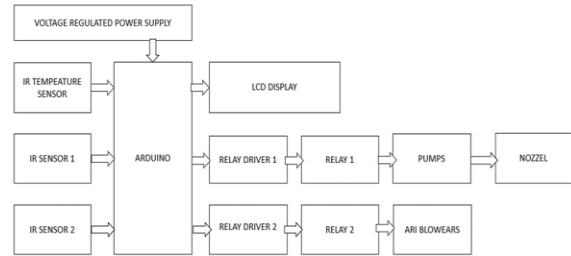 VOLTAGE REGULATED POWER SUPPLY
IR TEMPEATURE
SENSOR
LCD DISPLAY
IR SENSOR 1
ARDUINO
RELAY DRIVER 1
RELAY 1
PUMPS
NOZZEL
IR SENSOR 2
RELAY DRIVER 2
RELAY 2
ARI BLOWEARS